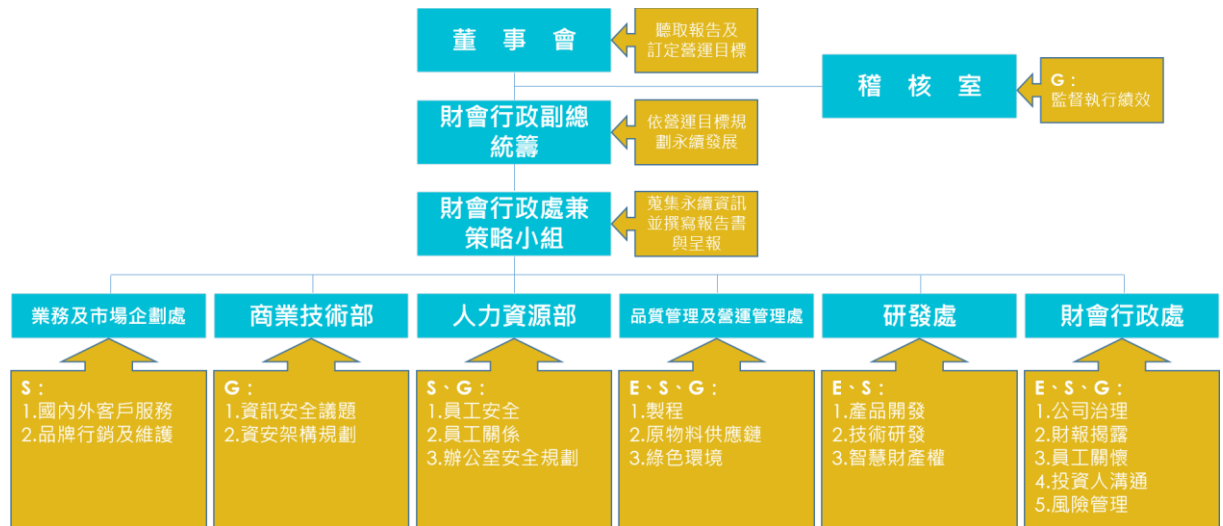 董事會
聽取報告及
訂定營運目標
稽核室
G：
監督執行績效
財會行政副總
統籌
依營運目標規
劃永續發展
財會行政處兼
策略小組
蒐集永續資訊
並撰寫報告書
與呈報
業務及市場企劃處
商業技術部
人力資源部
品質管理及營運管理處
研發處
財會行政處
S：
1.國內外客戶服務
2.品牌行銷及維護
G：
1.資訊安全議題
2.資安架構規劃
S、G：
1.員工安全
2.員工關係
3.辦公室安全規劃
E、S、G：
1.製程
2.原物料供應鏈
3.綠色環境
E、S：
1.產品開發
2.技術研發
3.智慧財產權
E、S、G：
1.公司治理
2.財報揭露
3.員工關懷
4.投資人溝通
5.風險管理